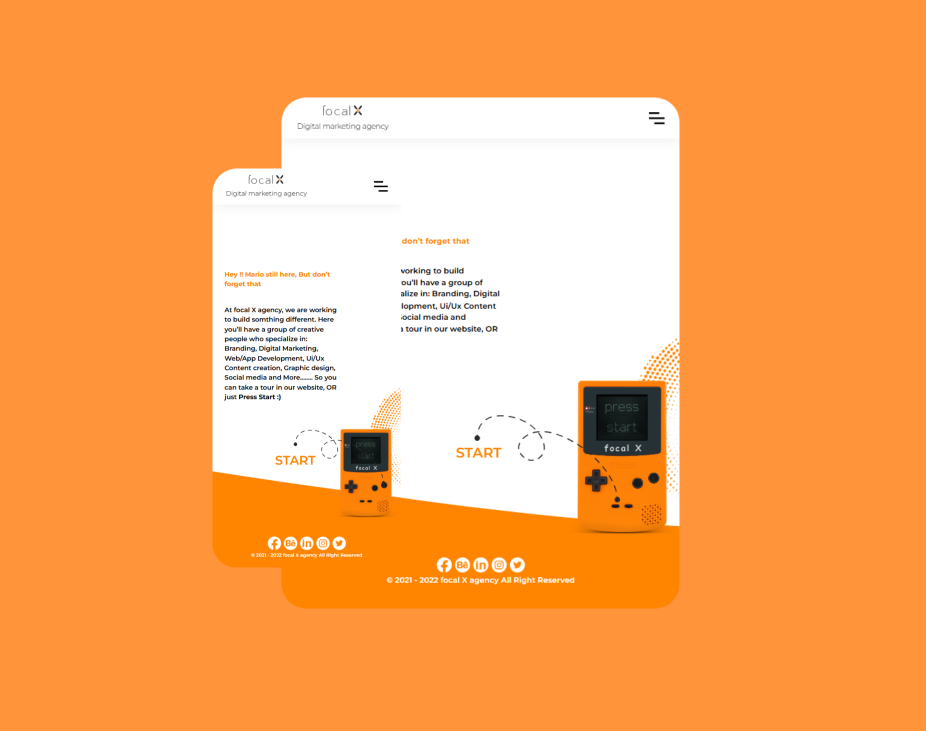 focal X
Digital marketing agency
focal X
Digital marketing agency
don't forget that
working to build
you'll have a group of
alize in: Branding, Digital
lopment, Ui/Ux Content
Social media and
a tour in our website, OR
Hey !! Mario still here, But don't
forget that
At focal X agency, we are working
to build somthing different. Here
you'll have a group of creative
people who specialize in:
Branding, Digital Marketing,
Web/App Development, Ui/Ux
Content creation, Graphic design,
Social media and More........ So you
can take a tour in our website, OR
just Press Start :)
press
start
focal X
START
press
start
focal X
START
© 2021 - 2022 focal X agency All Right Reserved
© 2021 - 2022 focal X agency All Right Reserved